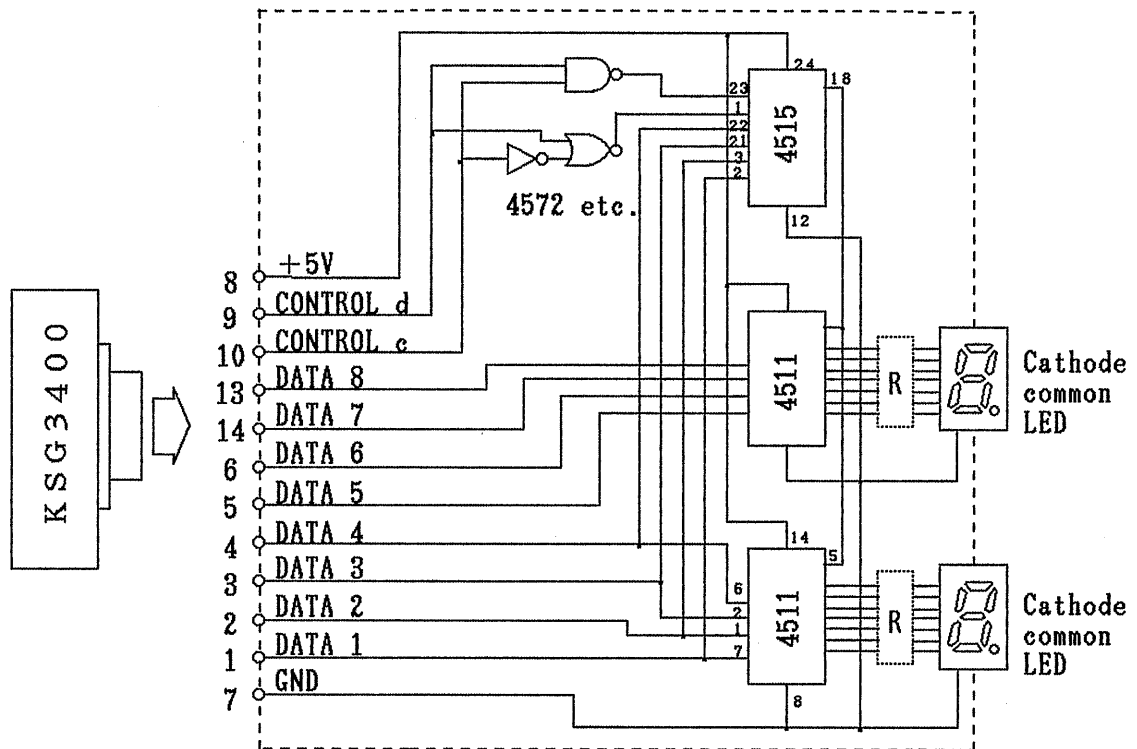 KSG3400
8 +5V
9 CONTROL d
10 CONTROL c
13 DATA 8
14 DATA 7
6 DATA 6
5 DATA 5
4 DATA 4
3 DATA 3
2 DATA 2
1 DATA 1
7 GND
4572 etc.
24
18
23
1
22
21
3
2
4515
12
4511
R
Cathode
common
LED
14
5
6
2
1
7
4511
8
R
Cathode
common
LED